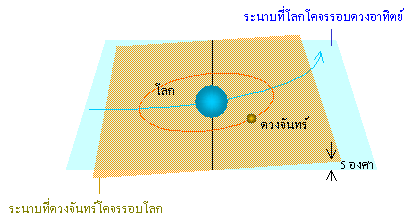 ระนาบที่โลกโคจรรอบดวงอาทิตย์
โลก
ดวงจันทร์
5 องศา
ระนาบที่ดวงจันทร์โคจรรอบโลก